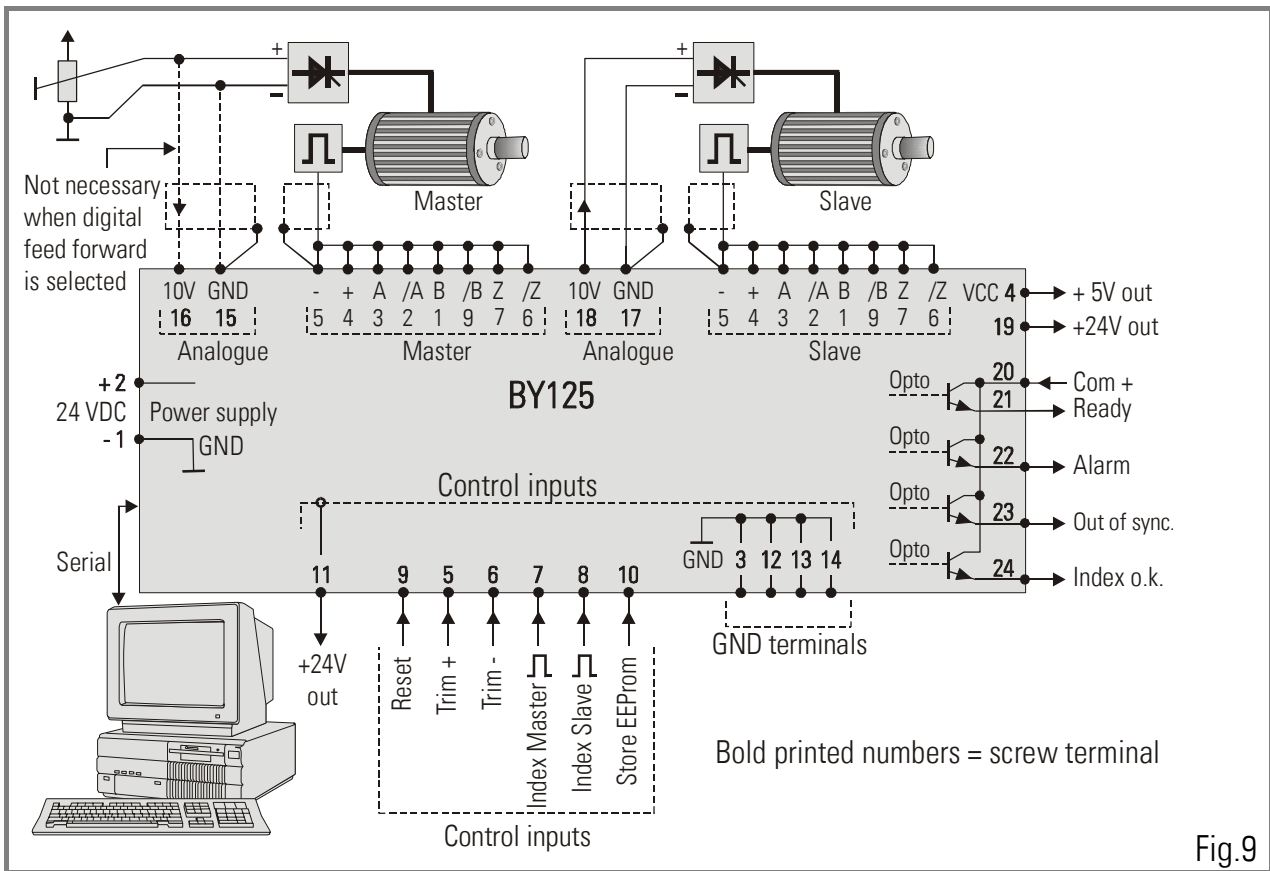 +
-
+
-
Not necessary
when digital
feed forward
is selected
Master
Slave
10V GND
16 15
Analogue
- + A /A B /B Z /Z
5 4 3 2 1 9 7 6
Master
10V GND
18 17
Analogue
- + A /A B /B Z /Z
5 4 3 2 1 9 7 6
Slave
VCC 4 + 5V out
19 +24V out
+ 2
24 VDC Power supply
- 1 GND
BY125
Opto 20 Com +
21 Ready
Opto 22 Alarm
Opto 23 Out of sync.
Opto 24 Index o.k.
Control inputs
Serial
11 9 5 6 7 8 10
GND 3 12 13 14
GND terminals
+24V
out
Reset
Trim +
Trim -
Index Master
Index Slave
Store EEProm
Control inputs
Bold printed numbers = screw terminal
Fig.9